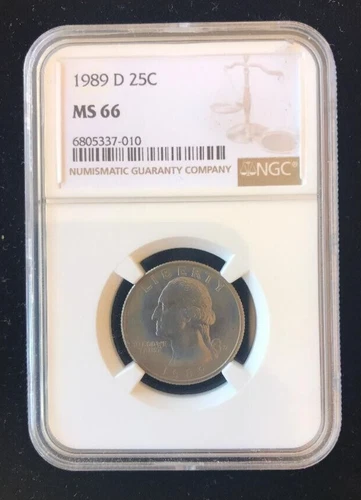 1989 D 25C
MS 66
6805337-010
NUMISMATIC GUARANTY COMPANY
NGC®
LIBERTY